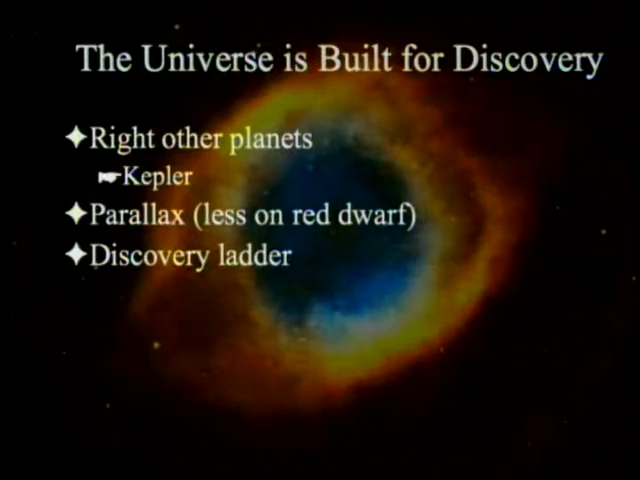 The Universe is Built for Discovery
Right other planets
Kepler
Parallax (less on red dwarf)
Discovery ladder